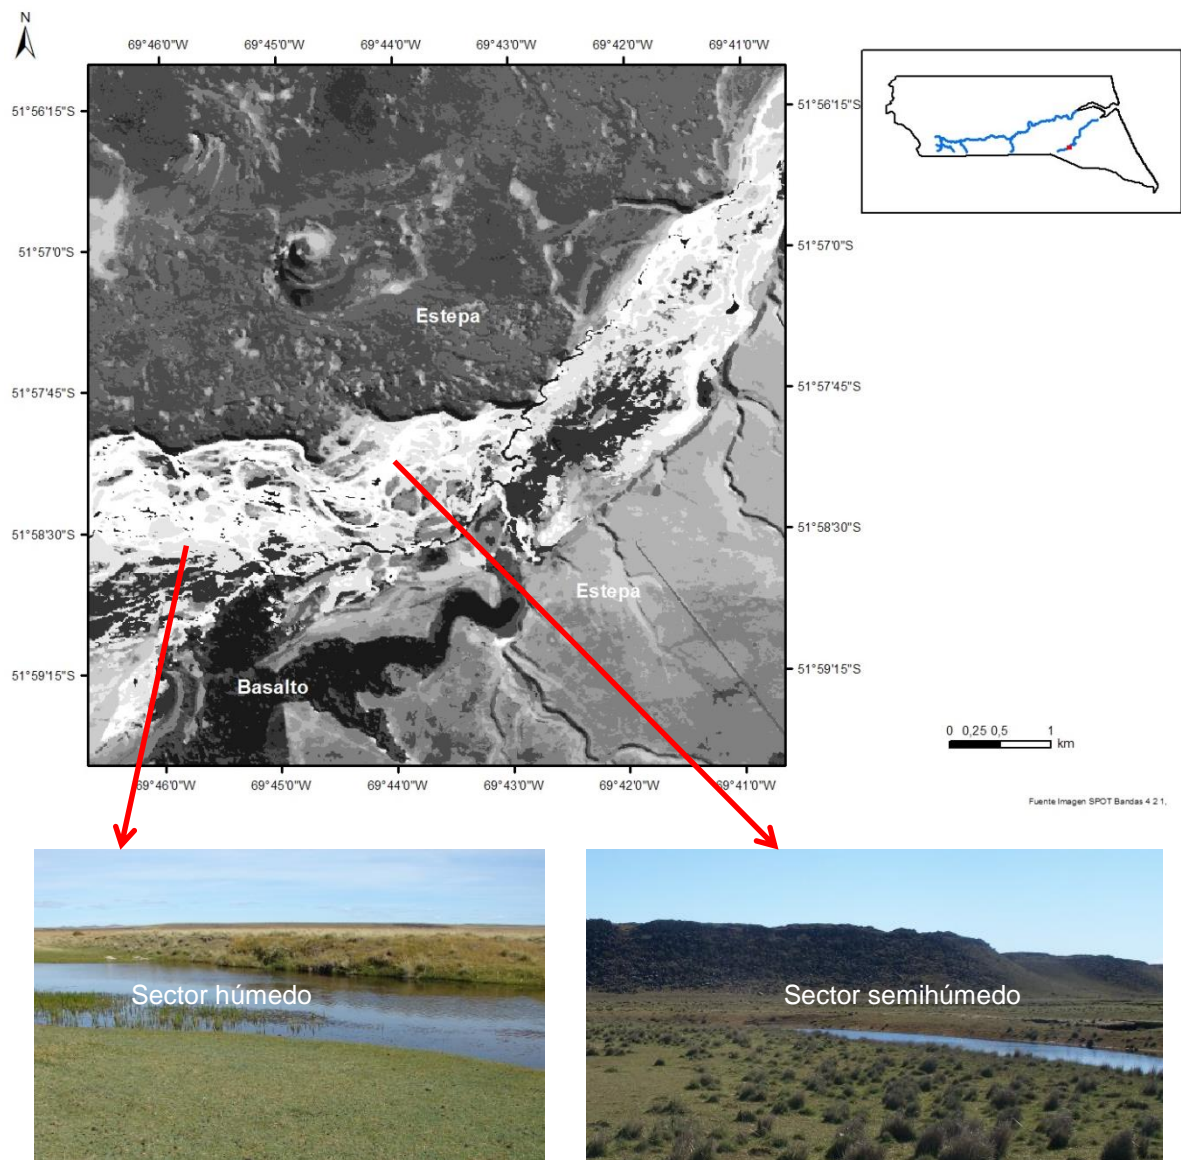 N
69°46'0"W 69°45'0"W 69°44'0"W 69°43'0"W 69°42'0"W 69°41'0"W
51°56'15"S 51°56'15"S
51°57'0"S 51°57'0"S
Estepa
51°57'45"S 51°57'45"S
51°58'30"S 51°58'30"S
Estepa
51°59'15"S 51°59'15"S
Basalto
0 0,25 0,5 1
km
69°46'0"W 69°45'0"W 69°44'0"W 69°43'0"W 69°42'0"W 69°41'0"W
Fuente Imagen SPOT Bandas 4 2 1,
Sector húmedo
Sector semihúmedo